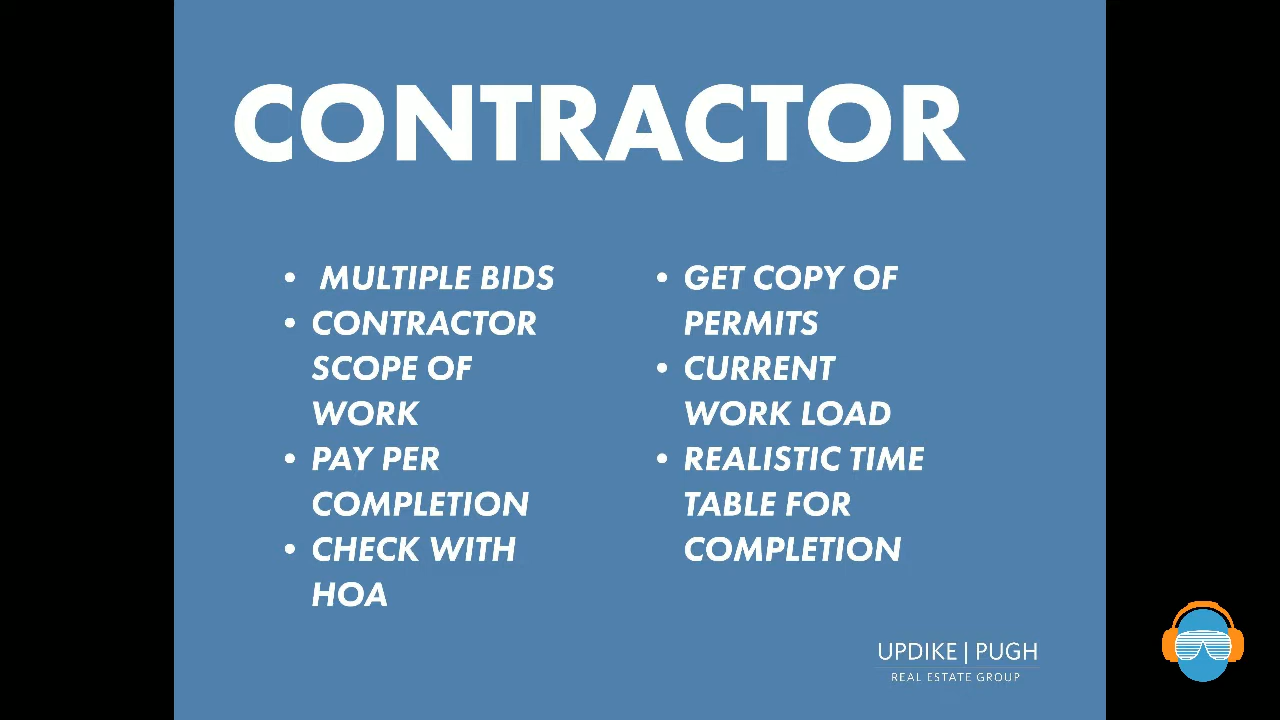 CONTRACTOR
• MULTIPLE BIDS
• CONTRACTOR
SCOPE OF
WORK
• PAY PER
COMPLETION
• CHECK WITH
HOA
• GET COPY OF
PERMITS
• CURRENT
WORK LOAD
• REALISTIC TIME
TABLE FOR
COMPLETION
UPDIKE | PUGH
REAL ESTATE GROUP